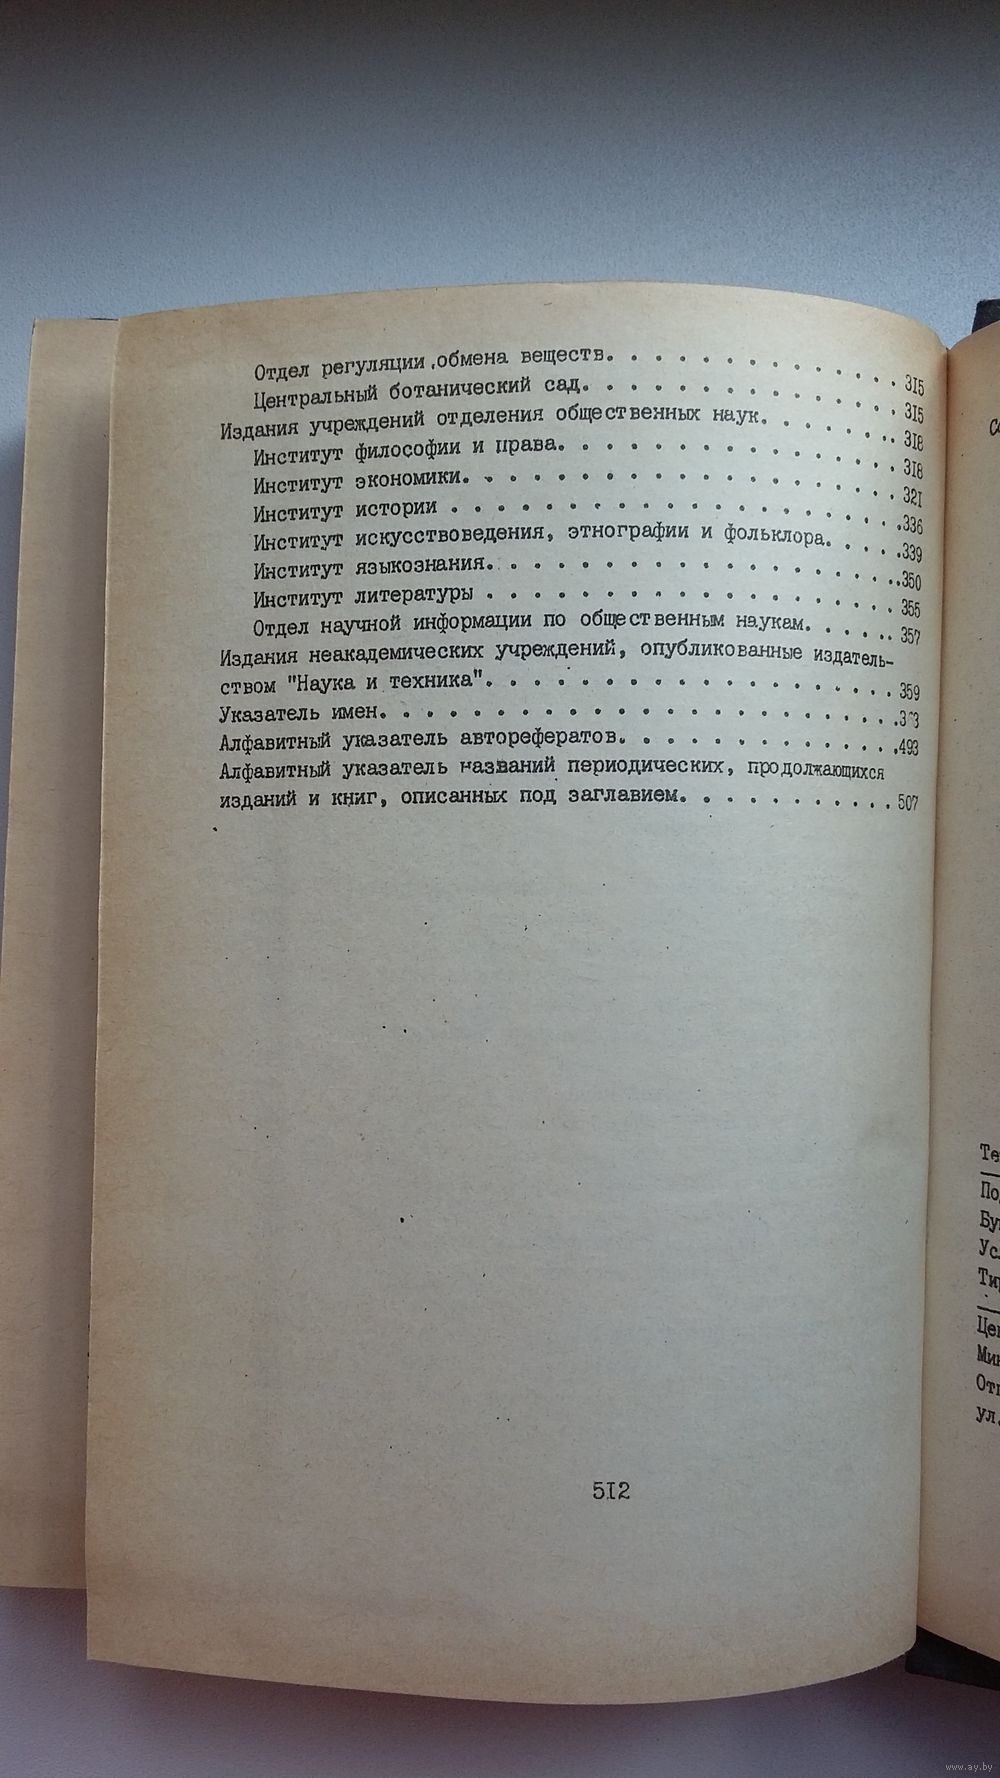 Отдел регуляции обмена веществ. . . . . . . . . . . . . 315
Центральный ботанический сад. . . . . . . . . . . . . . 315
Издания учреждений отделения общественных наук. . . . . . . . 318
Институт философии и права. . . . . . . . . . . . . . . 318
Институт экономики. . . . . . . . . . . . . . . . . . . 321
Институт истории . . . . . . . . . . . . . . . . . . . .336
Институт искусствоведения, этнографии и фольклора. . . . .339
Институт языкознания. . . . . . . . . . . . . . . . . . .350
Институт литературы . . . . . . . . . . . . . . . . . . 355
Отдел научной информации по общественным наукам. . . . . . 357
Издания неакадемических учреждений, опубликованные издатель-
ством "Наука и техника". . . . . . . . . . . . . . . . . . 359
Указатель имен. . . . . . . . . . . . . . . . . . . . . .
Алфавитный указатель авторефератов. . . . . . . . . . . . .493
Алфавитный указатель названий периодических, продолжающихся
изданий и книг, описанных под заглавием. . . . . . . . . . 507
512
www.ay.by